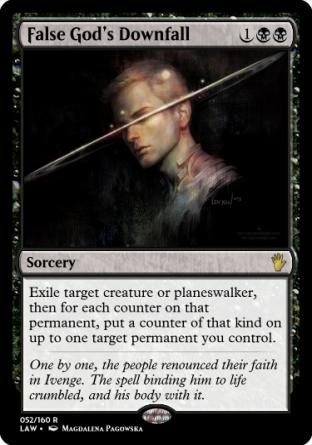 False God's Downfall 1
Sorcery
Exile target creature or planeswalker,
then for each counter on that
permanent, put a counter of that kind on
up to one target permanent you control.
One by one, the people renounced their faith
in Ivenge. The spell binding him to life
crumbled, and his body with it.
052/160 R
LAW • Magdalena Pagowska